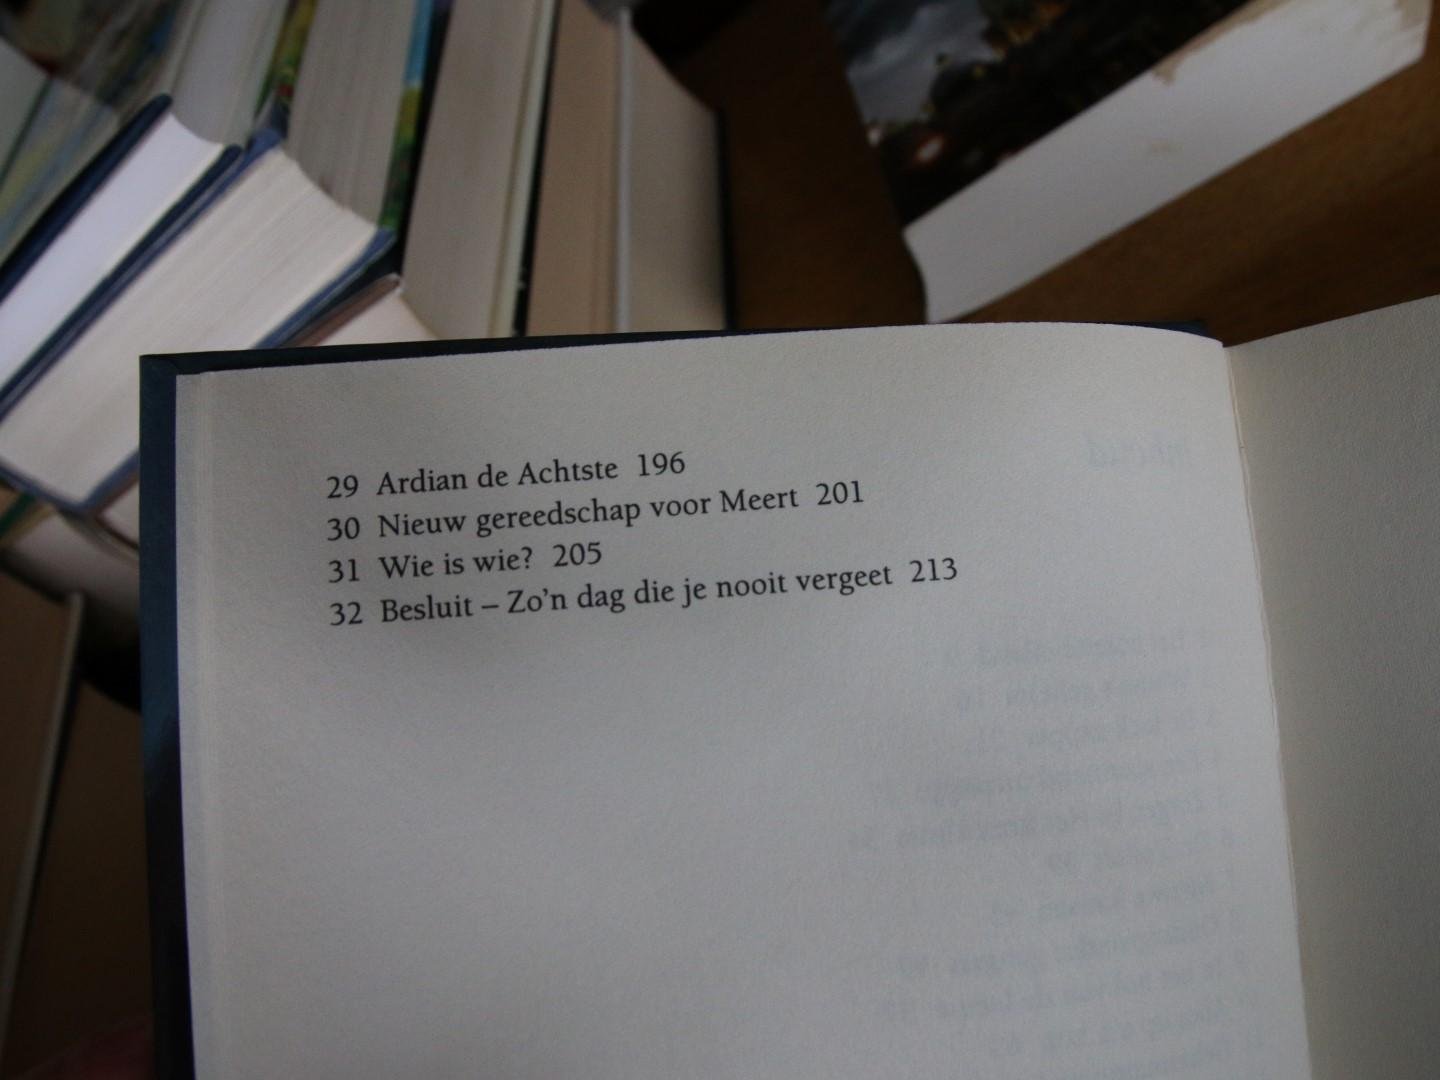 29 Ardian de Achtste 196
30 Nieuw gereedschap voor Meert 201
31 Wie is wie? 205
32 Besluit – Zo’n dag die je nooit vergeet 213